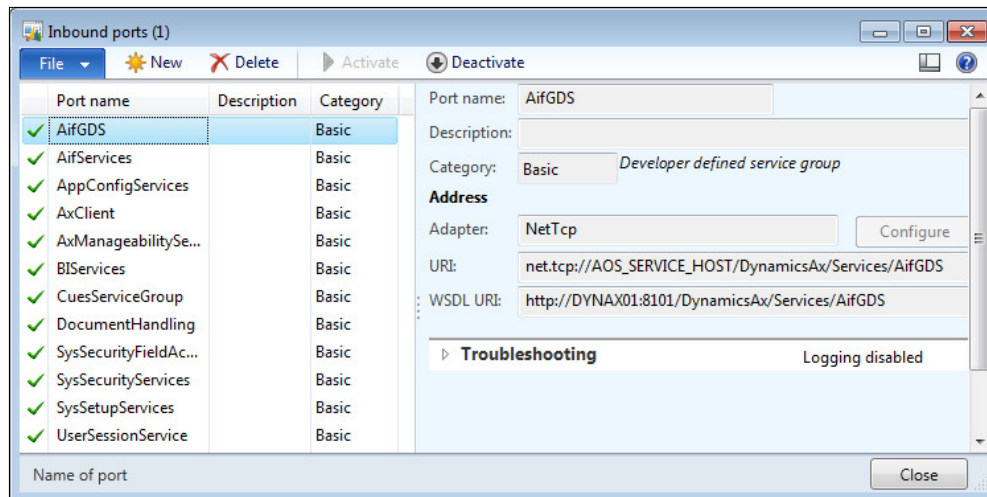 Inbound ports (1)
File New Delete Activate Deactivate
Port name Description Category
AifGDS Basic
AifServices Basic
AppConfigServices Basic
AxClient Basic
AxManageabilitySe... Basic
BIServices Basic
CuesServiceGroup Basic
DocumentHandling Basic
SysSecurityFieldAc... Basic
SysSecurityServices Basic
SysSetupServices Basic
UserSessionService Basic
Port name: AifGDS
Description:
Category: Basic Developer defined service group
Address
Adapter: NetTcp Configure
URI: net.tcp://AOS_SERVICE_HOST/DynamicsAx/Services/AifGDS
WSDL URI: http://DYNAX01:8101/DynamicsAx/Services/AifGDS
Troubleshooting Logging disabled
Name of port Close